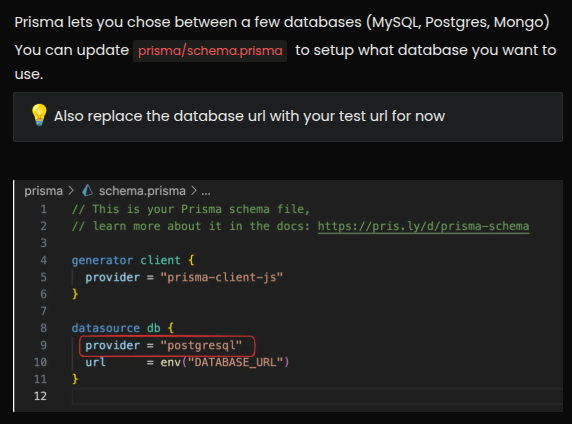 Prisma lets you chose between a few databases (MySQL, Postgres, Mongo)
You can update prisma/schema.prisma to setup what database you want to
use.
💡 Also replace the database url with your test url for now
prisma > schema.prisma > ...
1 // This is your Prisma schema file,
2 // learn more about it in the docs: https://pris.ly/d/prisma-schema
3
4 generator client {
5   provider = "prisma-client-js"
6 }
7
8 datasource db {
9   provider = "postgresql"
10   url      = env("DATABASE_URL")
11 }
12